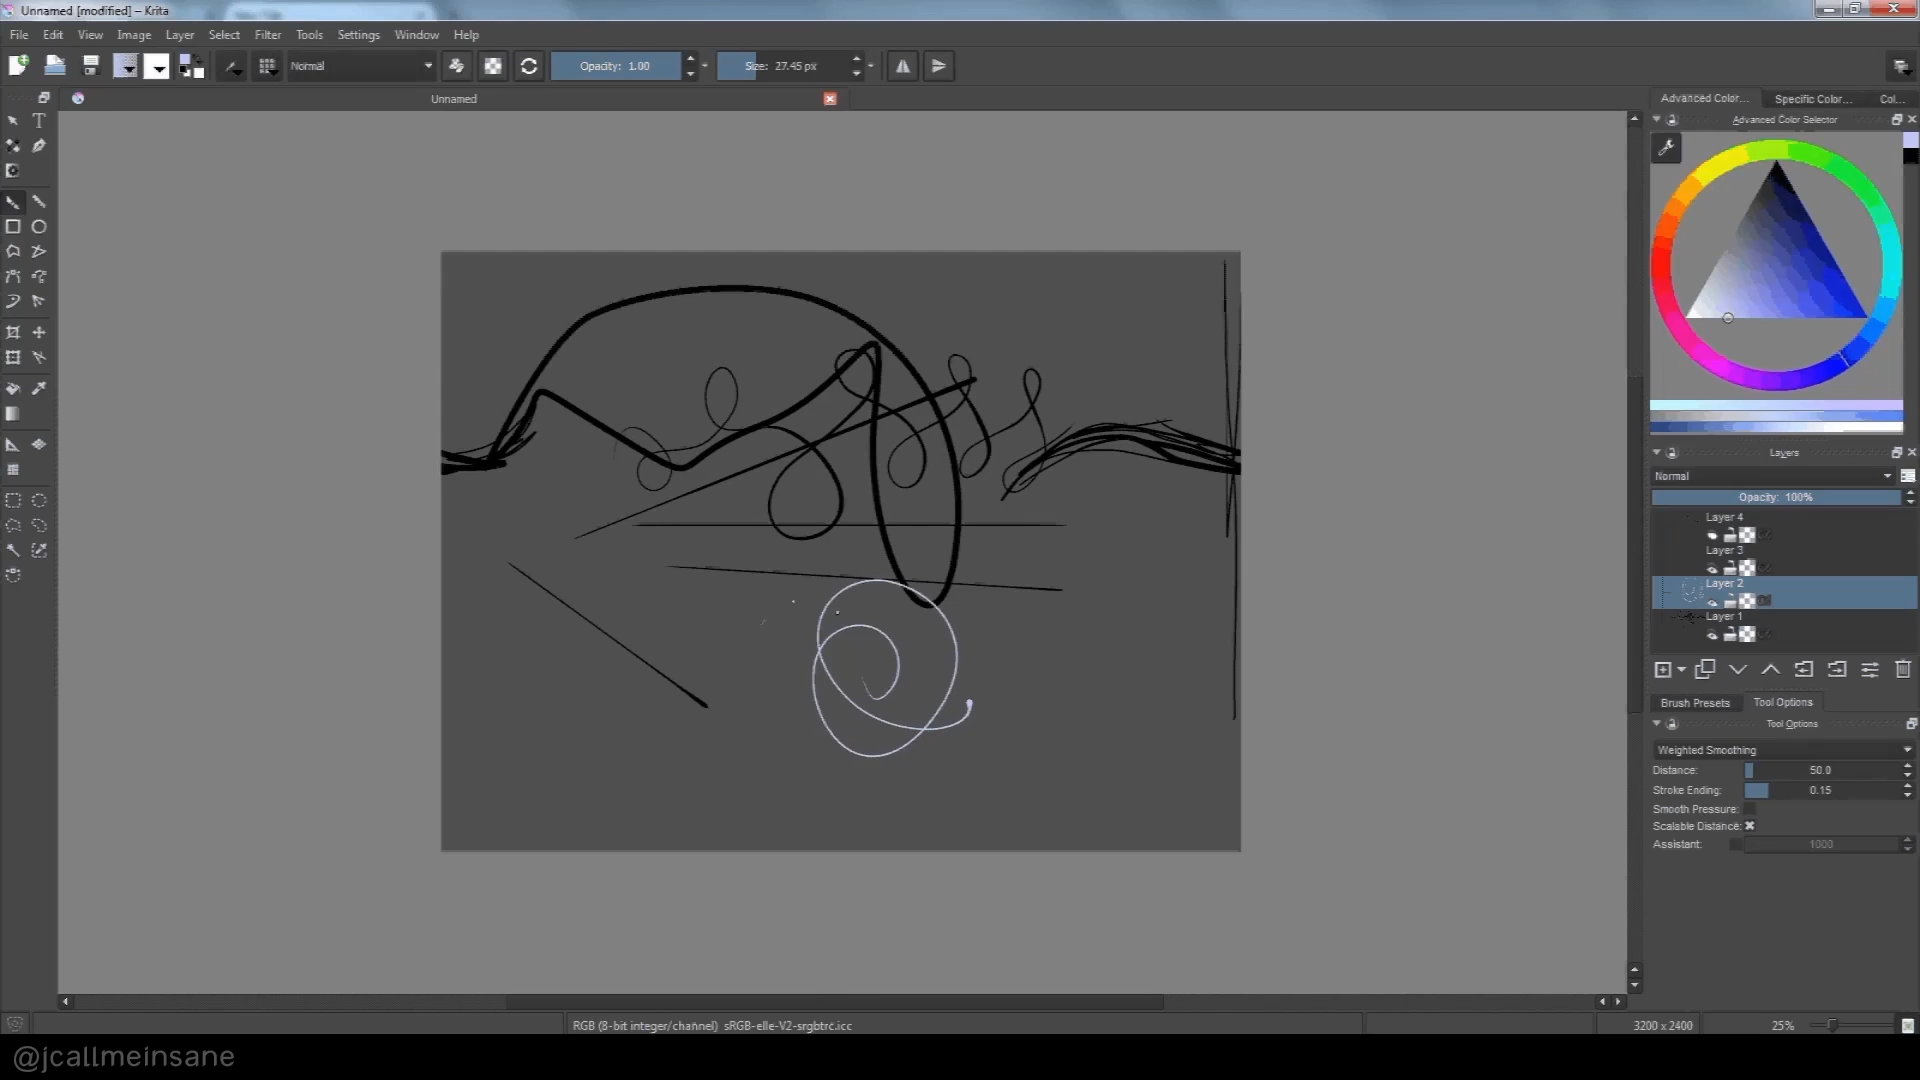 Unnamed [modified] – Krita
File Edit View Image Layer Select Filter Tools Settings Window Help
Normal Opacity: 1.00 Size: 27.45 px
Unnamed
Advanced Color... Specific Color... Col...
Advanced Color Selector
Layers
Normal
Opacity: 100%
Layer 4
Layer 3
Layer 2
Layer 1
Brush Presets Tool Options
Tool Options
Weighted Smoothing
Distance: 50.0
Stroke Ending: 0.15
Smooth Pressure:
Scalable Distance:
Assistant: 1000
RGB (8-bit integer/channel) sRGB-elle-V2-srgbtrc.icc 3200 x 2400 25%
@jcallmeinsane